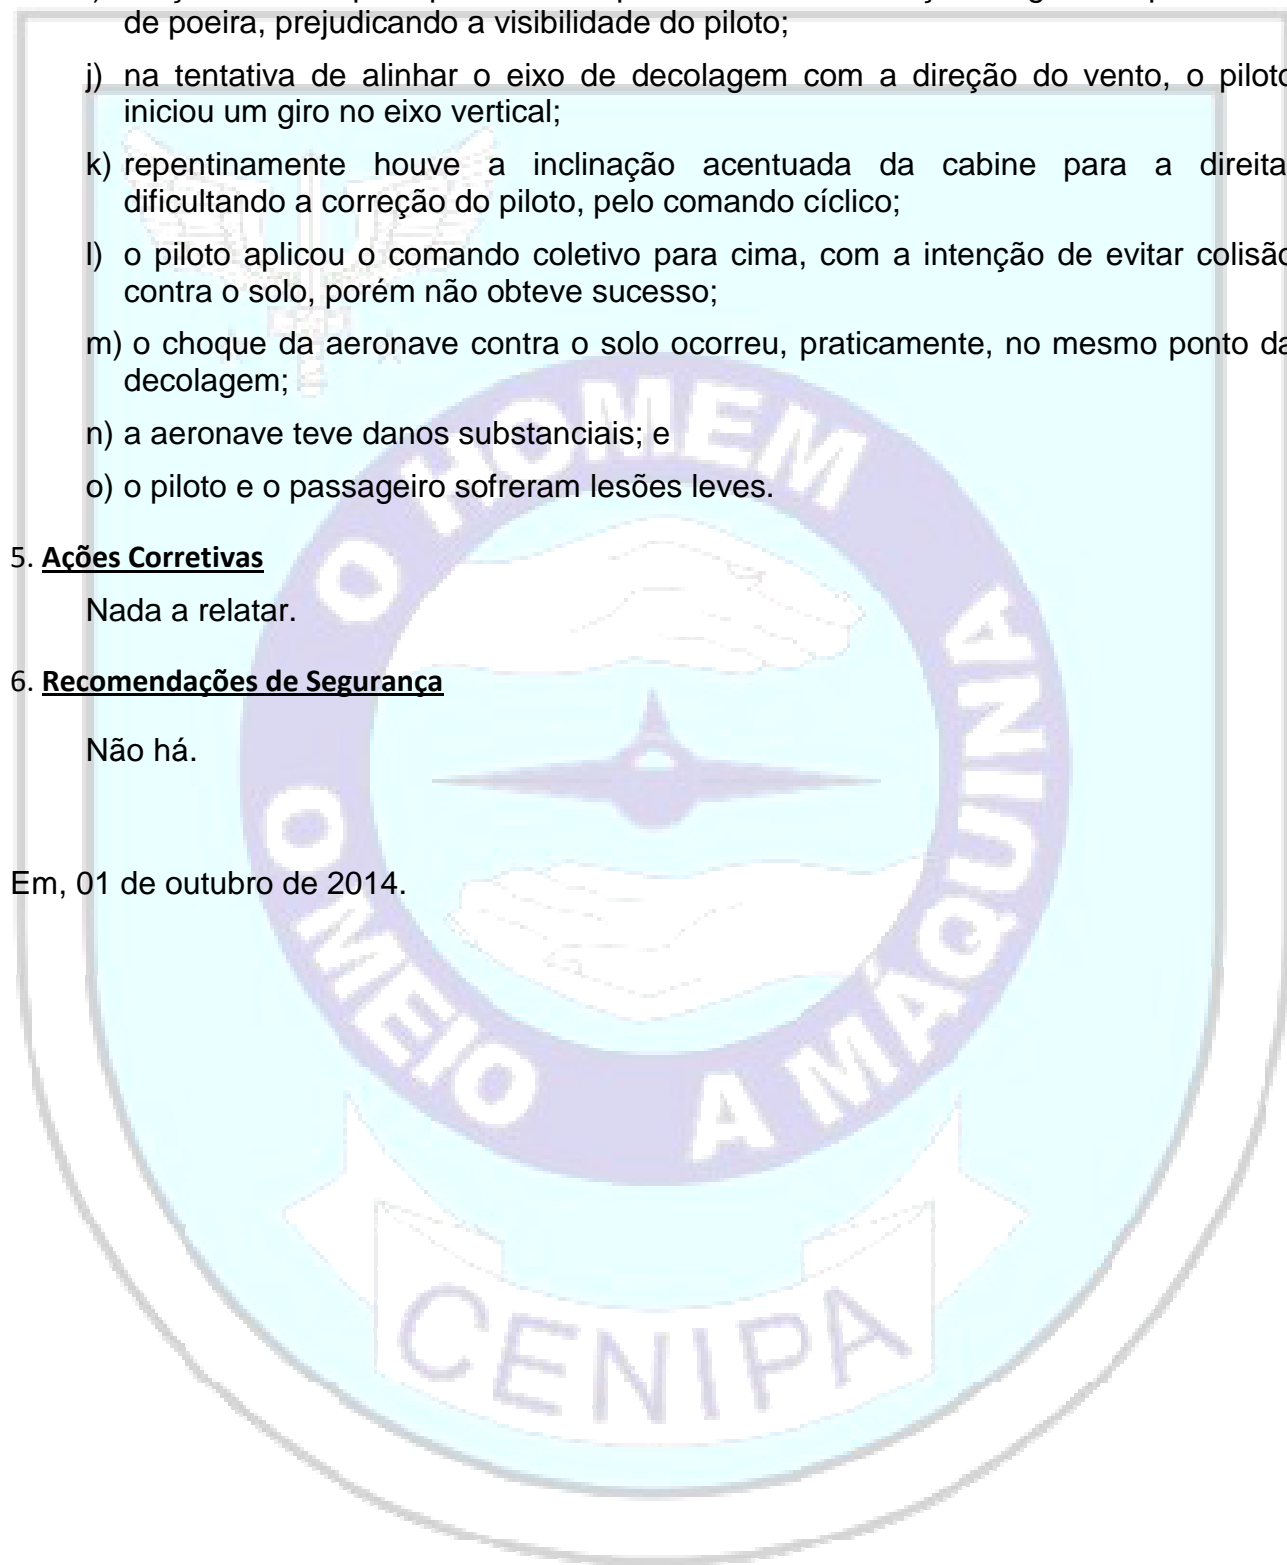 de poeira, prejudicando a visibilidade do piloto;
j) na tentativa de alinhar o eixo de decolagem com a direção do vento, o piloto
iniciou um giro no eixo vertical;
k) repentinamente houve a inclinação acentuada da cabine para a direita
dificultando a correção do piloto, pelo comando cíclico;
l) o piloto aplicou o comando coletivo para cima, com a intenção de evitar colisão
contra o solo, porém não obteve sucesso;
m) o choque da aeronave contra o solo ocorreu, praticamente, no mesmo ponto da
decolagem;
n) a aeronave teve danos substanciais; e
o) o piloto e o passageiro sofreram lesões leves.
5. Ações Corretivas
Nada a relatar.
6. Recomendações de Segurança
Não há.
Em, 01 de outubro de 2014.
O HOMEM
A MÁQUINA
O MEIO
CENIPA